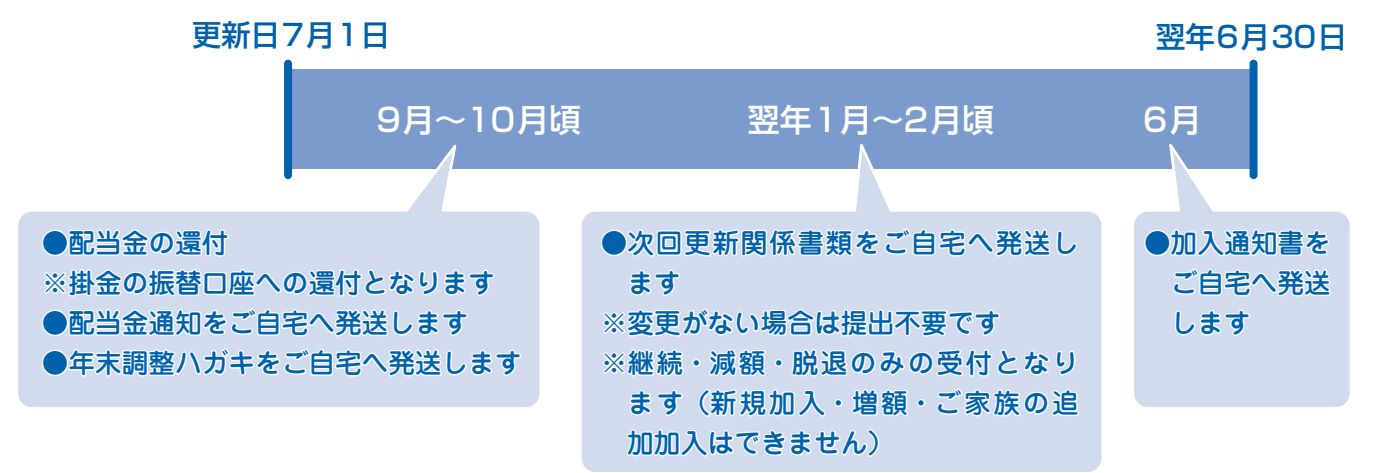 更新日7月1日
翌年6月30日
9月～10月頃
翌年1月～2月頃
6月
●配当金の還付
※掛金の振替口座への還付となります
●配当金通知をご自宅へ発送します
●年末調整ハガキをご自宅へ発送します
●次回更新関係書類をご自宅へ発送し
ます
※変更がない場合は提出不要です
※継続・減額・脱退のみの受付となり
ます（新規加入・増額・ご家族の追
加加入はできません）
●加入通知書を
ご自宅へ発送
します